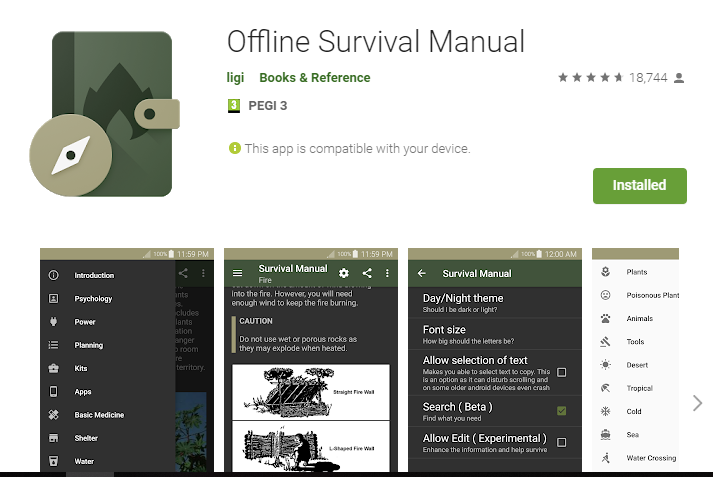 Offline Survival Manual
ligi Books & Reference
18,744
3 PEGI 3
This app is compatible with your device.
Installed
100% 11:59 PM
Introduction
Psychology
Power
Planning
Kits
Apps
Basic Medicine
Shelter
Water
100% 11:59 PM
Survival Manual
Fire
into the fire. However, you will need
enough wind to keep the fire burning.
CAUTION
Do not use wet or porous rocks as
they may explode when heated.
Straight Fire Wall
L-Shaped Fire Wall
100% 12:00 AM
Survival Manual
Day/Night theme
Should I be dark or light?
Font size
How big should the letters be?
Allow selection of text
Makes you able to select text to copy. This
is an option as it can disturb scrolling and
on some older android devices even crash
Search ( Beta )
Find what you need
Allow Edit ( Experimental )
Enhance the information and help survive
Plants
Poisonous Plant
Animals
Tools
Desert
Tropical
Cold
Sea
Water Crossing